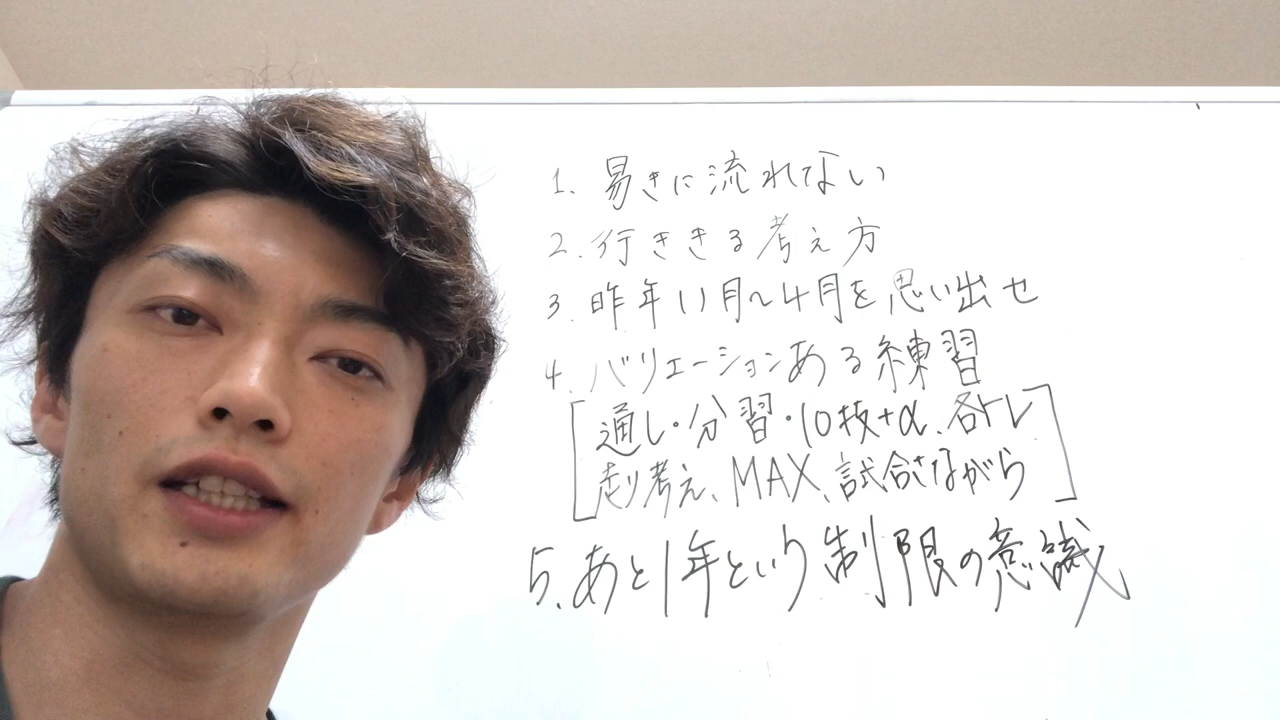 1. 易きに流れてない
2. 行ききる考え方
3. 昨年11月～4月を思い出せ
4. バリエーションある練習
[通し・分習・10技+α、各トレ
走り考え、MAX、試合さながら]
5. あと1年という制限の意識